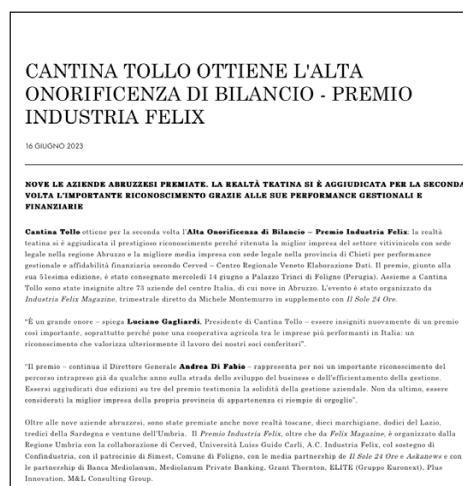 CANTINA TOLLO OTTIENE L'ALTA
ONORIFICENZA DI BILANCIO - PREMIO
INDUSTRIA FELIX
16 GIUGNO 2023
NOVE LE AZIENDE ABRUZZESI PREMIATE. LA REALTÀ TEATINA SI È AGGIUDICATA PER LA SECONDA
VOLTA L'IMPORTANTE RICONOSCIMENTO GRAZIE ALLE SUE PERFORMANCE GESTIONALI E
FINANZIARIE
Cantina Tollo ottiene per la seconda volta l'Alta Onorificenza di Bilancio – Premio Industria Felix: la realtà
teatina si è aggiudicata il prestigioso riconoscimento perché ritenuta la miglior impresa del settore vitivinicolo con sede
legale nella regione Abruzzo e la migliore media impresa con sede legale nella provincia di Chieti per performance
gestionale e affidabilità finanziaria secondo Cerved – Centro Regionale Veneto Elaborazione Dati. Il premio, giunto alla
sua 51esima edizione, è stato consegnato mercoledì 14 giugno a Palazzo Trinci di Foligno (Perugia). Assieme a Cantina
Tollo sono state insignite altre 73 aziende del centro Italia, di cui nove in Abruzzo. L'evento è stato organizzato da
Industria Felix Magazine, trimestrale diretto da Michele Montemurro in supplemento con Il Sole 24 Ore.
"È un grande onore – spiega Luciano Gagliardi, Presidente di Cantina Tollo – essere insigniti nuovamente di un premio
così importante, soprattutto perché pone una cooperativa agricola tra le imprese più performanti in Italia: un
riconoscimento che valorizza ulteriormente il lavoro dei nostri soci conferitori".
"Il premio – continua il Direttore Generale Andrea Di Fabio – rappresenta per noi un importante riconoscimento del
percorso intrapreso già da qualche anno sulla strada dello sviluppo del business e dell'efficientamento della gestione.
Essersi aggiudicati due edizioni su tre del premio testimonia la solidità della gestione aziendale. Non da ultimo, essere
considerati la miglior impresa della propria provincia di appartenenza ci riempie di orgoglio".
Oltre alle nove aziende abruzzesi, sono state premiate anche nove realtà toscane, dieci marchigiane, dodici del Lazio,
tredici della Sardegna e ventuno dell'Umbria. Il Premio Industria Felix, oltre che da Felix Magazine, è organizzato dalla
Regione Umbria con la collaborazione di Cerved, Università Luiss Guido Carli, A.C. Industria Felix, col sostegno di
Confindustria, con il patrocinio di Simest, Comune di Foligno, con le media partnership de Il Sole 24 Ore e Askanews e con
le partnership di Banca Mediolanum, Mediolanum Private Banking, Grant Thornton, ELITE (Gruppo Euronext), Plus
Innovation, M&L Consulting Group.